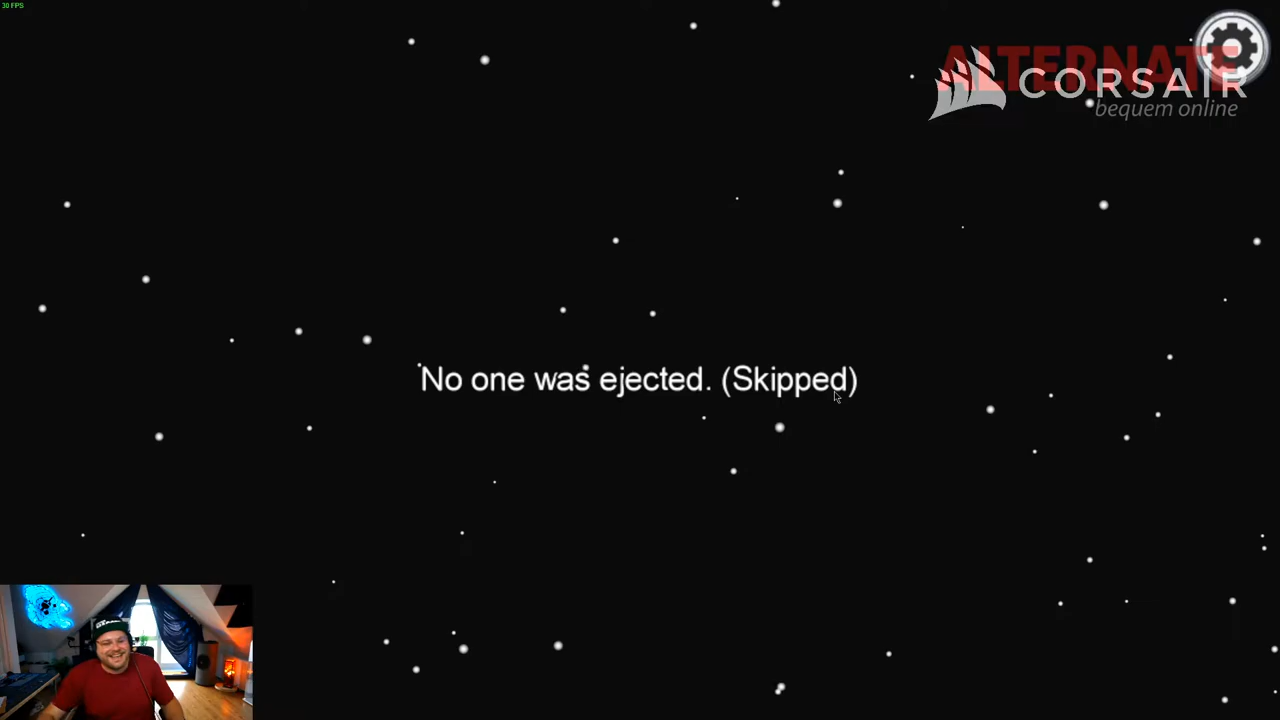 30 FPS
ALTERNATE
CORSAIR
bequem online
No one was ejected. (Skipped)